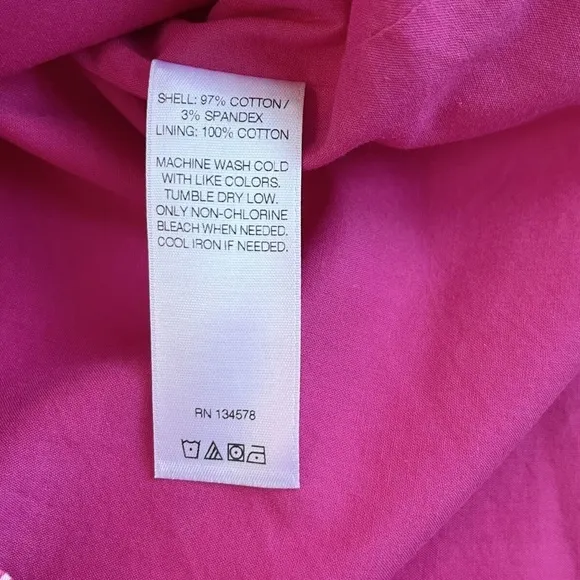 SHELL: 97% COTTON /
3% SPANDEX
LINING: 100% COTTON
MACHINE WASH COLD
WITH LIKE COLORS.
TUMBLE DRY LOW.
ONLY NON-CHLORINE
BLEACH WHEN NEEDED.
COOL IRON IF NEEDED.
RN 134578